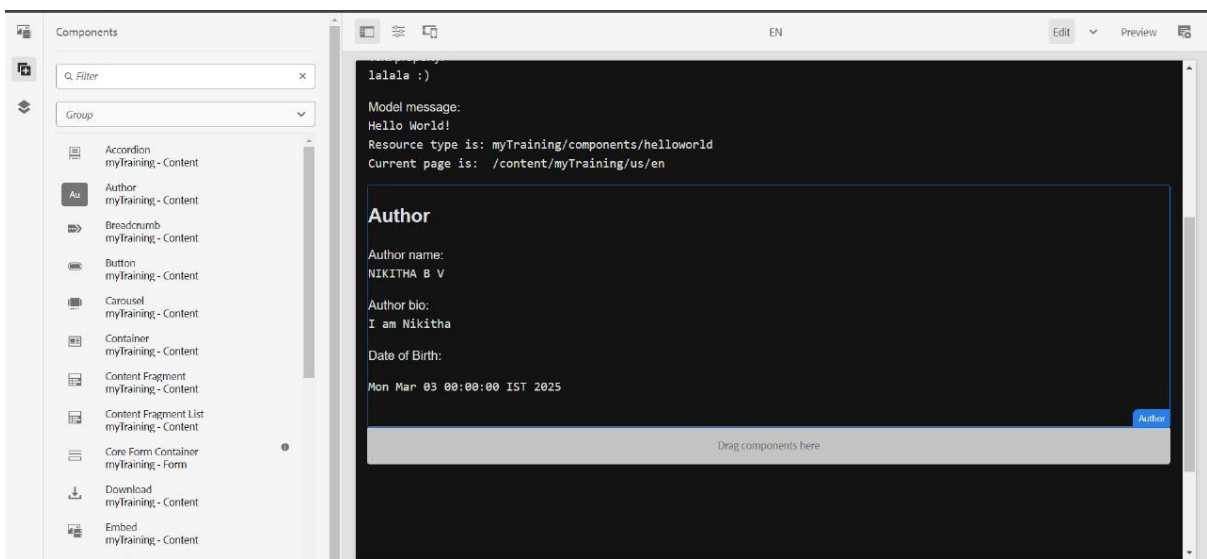 Components
Filter
Group
Accordion
myTraining - Content
Au
Author
myTraining - Content
Breadcrumb
myTraining - Content
Button
myTraining - Content
Carousel
myTraining - Content
Container
myTraining - Content
Content Fragment
myTraining - Content
Content Fragment List
myTraining - Content
Core Form Container
myTraining - Form
Download
myTraining - Content
Embed
myTraining - Content
EN
Edit
Preview
lalala :)
Model message:
Hello World!
Resource type is: myTraining/components/helloworld
Current page is:  /content/myTraining/us/en
Author
Author name:
NIKITHA B V
Author bio:
I am Nikitha
Date of Birth:
Mon Mar 03 00:00:00 IST 2025
Author
Drag components here